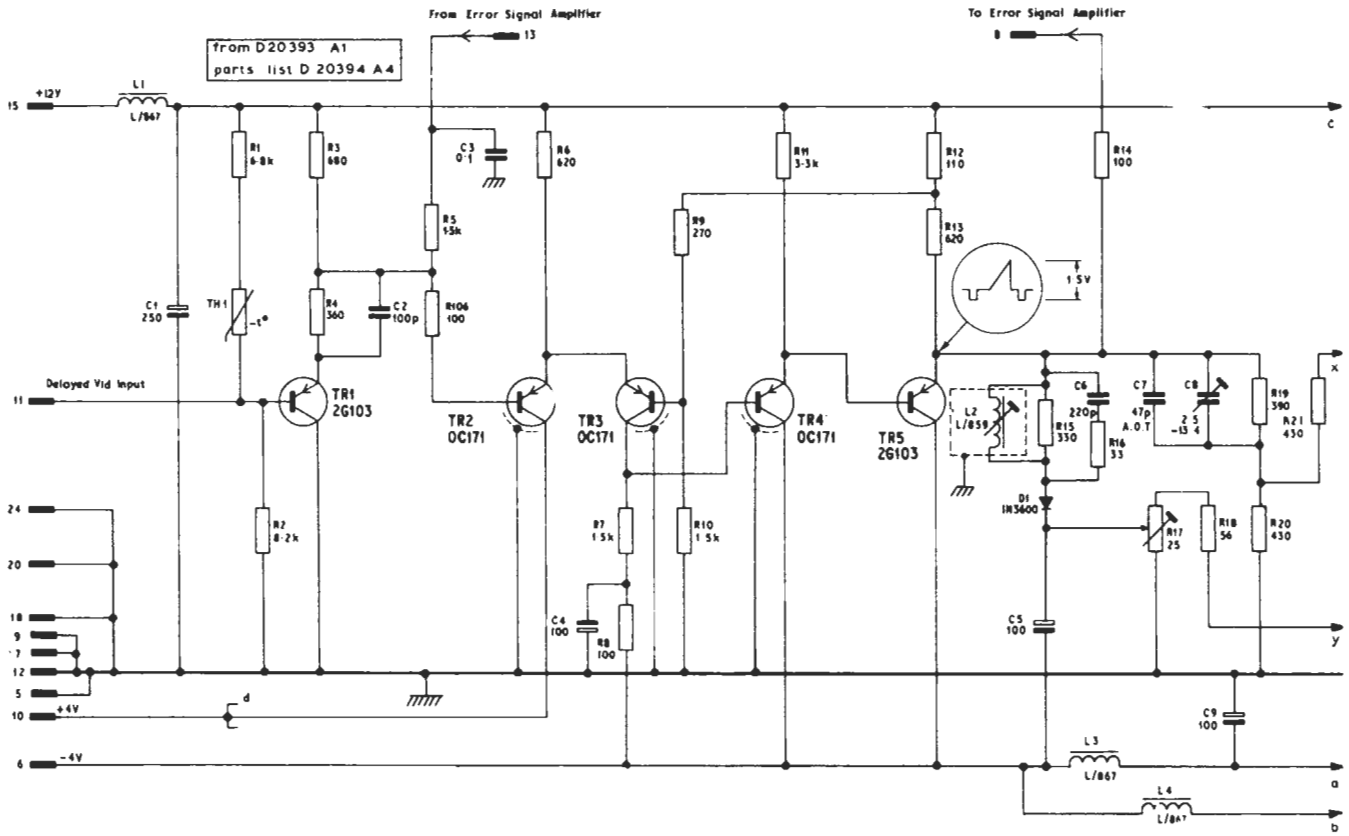 From Error Signal Amplifier
13
To Error Signal Amplifier
8
from D20393 A1
parts list D 20394 A4
15
+12V
L1
L/867
c
R1
6·8k
R3
680
C3
0·1
R6
620
R11
3·3k
R12
110
R14
100
R5
1·5k
R9
270
R13
620
1·5V
C1
250
TH1
-t°
R4
360
C2
100p
R106
100
11
Delayed Vid Input
TR1
2G103
TR2
OC171
TR3
OC171
TR4
OC171
TR5
2G103
L2
L/859
R15
330
C6
220p
R16
33
C7
47p
A.O.T
C8
2·5
-13·4
R19
390
R21
430
x
D1
IN3600
24
R2
8·2k
R7
1·5k
R10
1·5k
R17
25
R18
56
R20
430
20
18
C4
100
R8
100
C5
100
y
9
7
12
5
10
+4V
d
C9
100
6
-4V
L3
L/867
a
L4
L/867
b